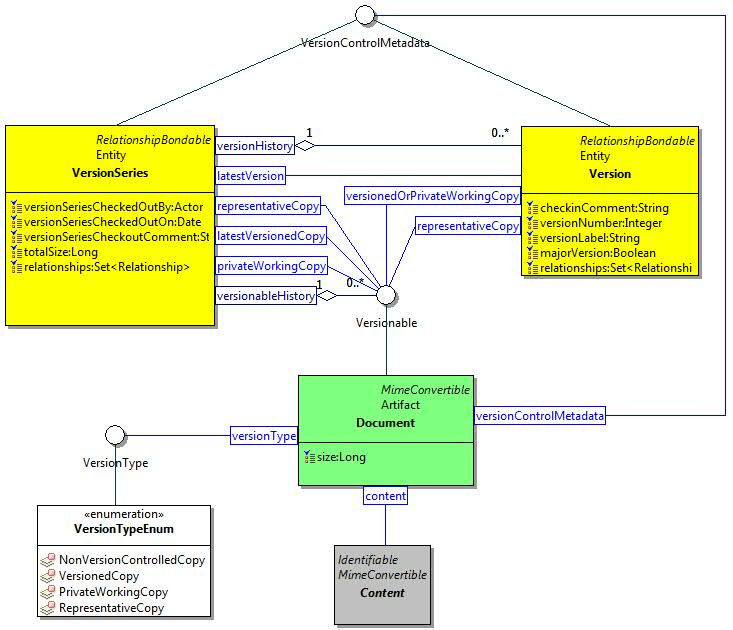 VersionControlMetadata
RelationshipBondable
Entity
VersionSeries
versionSeriesCheckedOutBy:Actor
versionSeriesCheckedOutOn:Date
versionSeriesCheckoutComment:St
totalSize:Long
relationships:Set<Relationship>
versionHistory
1
0..*
latestVersion
representativeCopy
latestVersionedCopy
privateWorkingCopy
versionableHistory
1
0..*
versionedOrPrivateWorkingCopy
representativeCopy
RelationshipBondable
Entity
Version
checkinComment:String
versionNumber:Integer
versionLabel:String
majorVersion:Boolean
relationships:Set<Relationshi
Versionable
MimeConvertible
Artifact
Document
size:Long
versionControlMetadata
versionType
VersionType
content
«enumeration»
VersionTypeEnum
NonVersionControlledCopy
VersionedCopy
PrivateWorkingCopy
RepresentativeCopy
Identifiable
MimeConvertible
Content